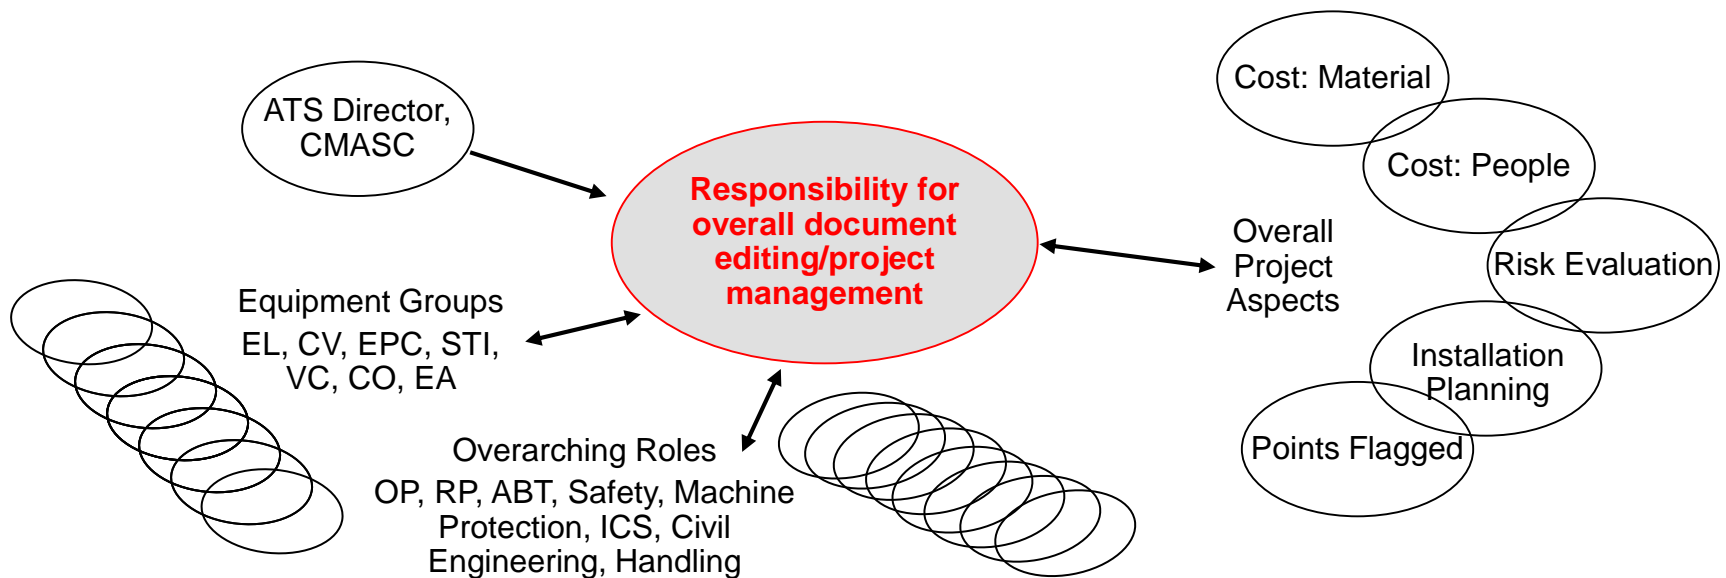 ATS Director,
CMASC
Responsibility for
overall document
editing/project
management
Equipment Groups
EL, CV, EPC, STI,
VC, CO, EA
Overarching Roles
OP, RP, ABT, Safety, Machine
Protection, ICS, Civil
Engineering, Handling
Overall
Project
Aspects
Cost: Material
Cost: People
Risk Evaluation
Installation
Planning
Points Flagged